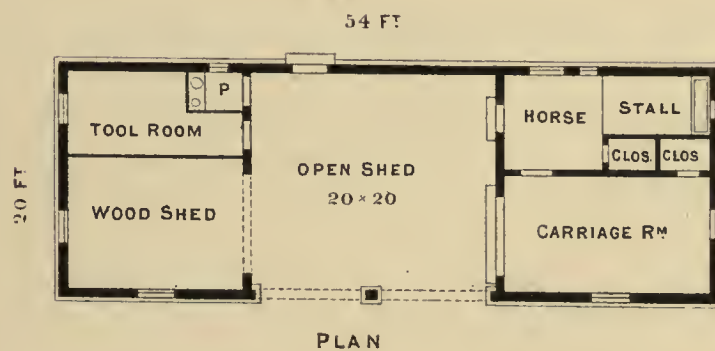 54 FT
20 FT
TOOL ROOM
P
WOOD SHED
OPEN SHED
20 × 20
HORSE
STALL
CLOS.
CLOS
CARRIAGE RM
PLAN